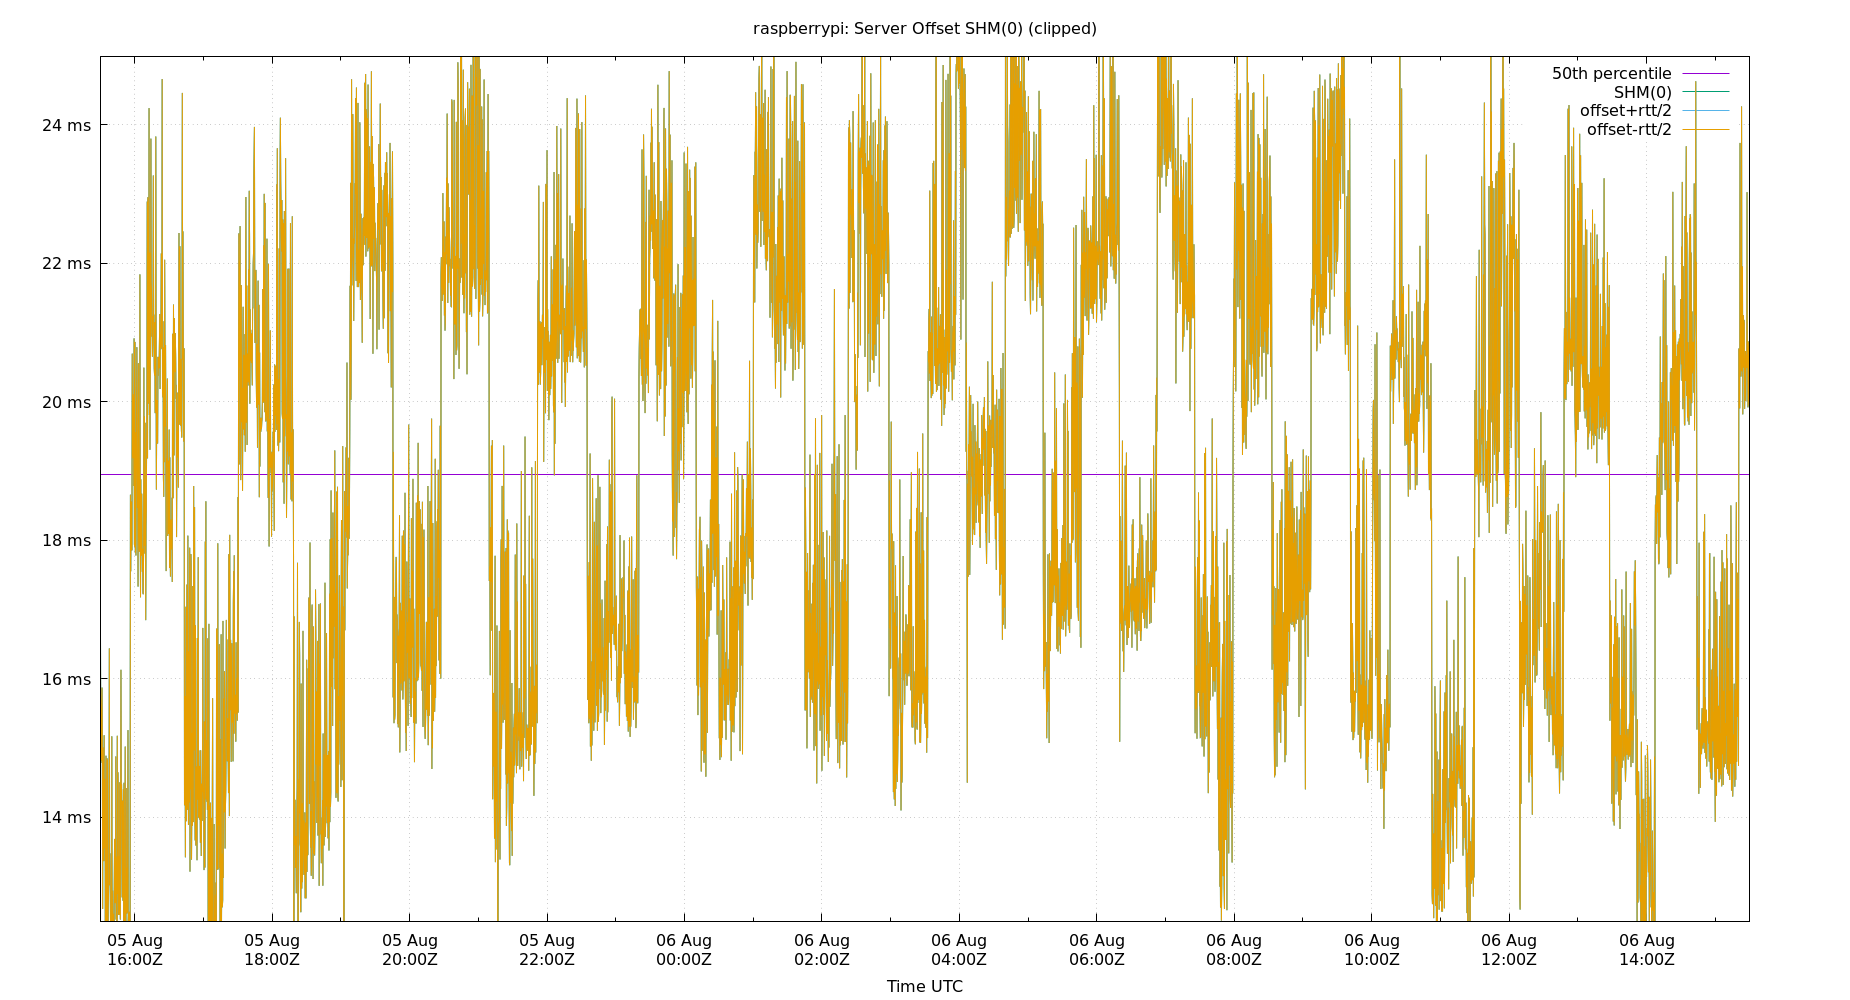 raspberrypi: Server Offset SHM(0) (clipped)
50th percentile
SHM(0)
offset+rtt/2
offset-rtt/2
24 ms
22 ms
20 ms
18 ms
16 ms
14 ms
05 Aug 05 Aug 05 Aug 05 Aug 06 Aug 06 Aug 06 Aug 06 Aug 06 Aug 06 Aug 06 Aug 06 Aug
16:00Z 18:00Z 20:00Z 22:00Z 00:00Z 02:00Z 04:00Z 06:00Z 08:00Z 10:00Z 12:00Z 14:00Z
Time UTC